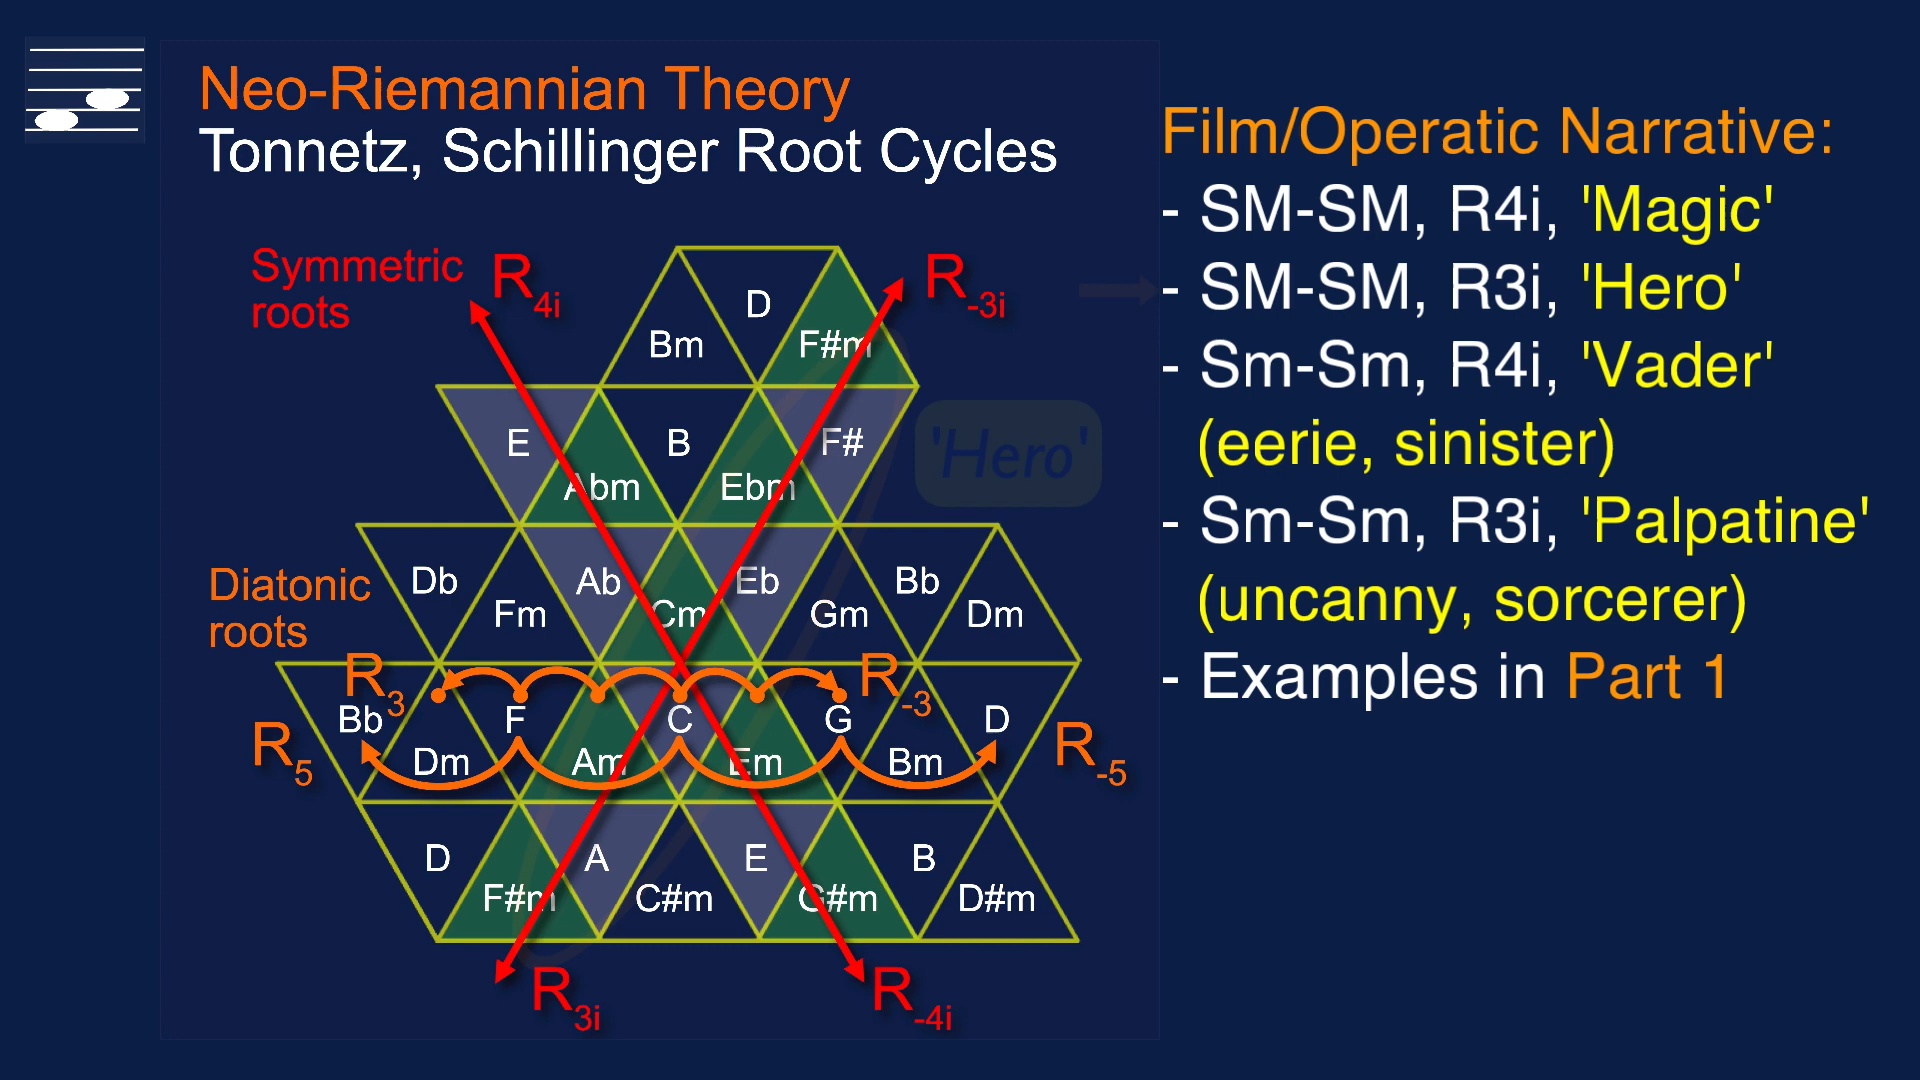 Neo-Riemannian Theory
Tonnetz, Schillinger Root Cycles
Film/Operatic Narrative:
- SM-SM, R4i, 'Magic'
- SM-SM, R3i, 'Hero'
- Sm-Sm, R4i, 'Vader'
(eerie, sinister)
- Sm-Sm, R3i, 'Palpatine'
(uncanny, sorcerer)
- Examples in Part 1
Symmetric
roots
R4i
R-3i
D
Bm F#m
'Hero'
E B F#
Abm Ebm
Diatonic
roots
Db Ab Eb Bb
Fm Cm Gm Dm
R3 R-3
Bb F C G D
R5 R-5
Dm Am Em Bm
D A E B
F#m C#m G#m D#m
R3i R-4i